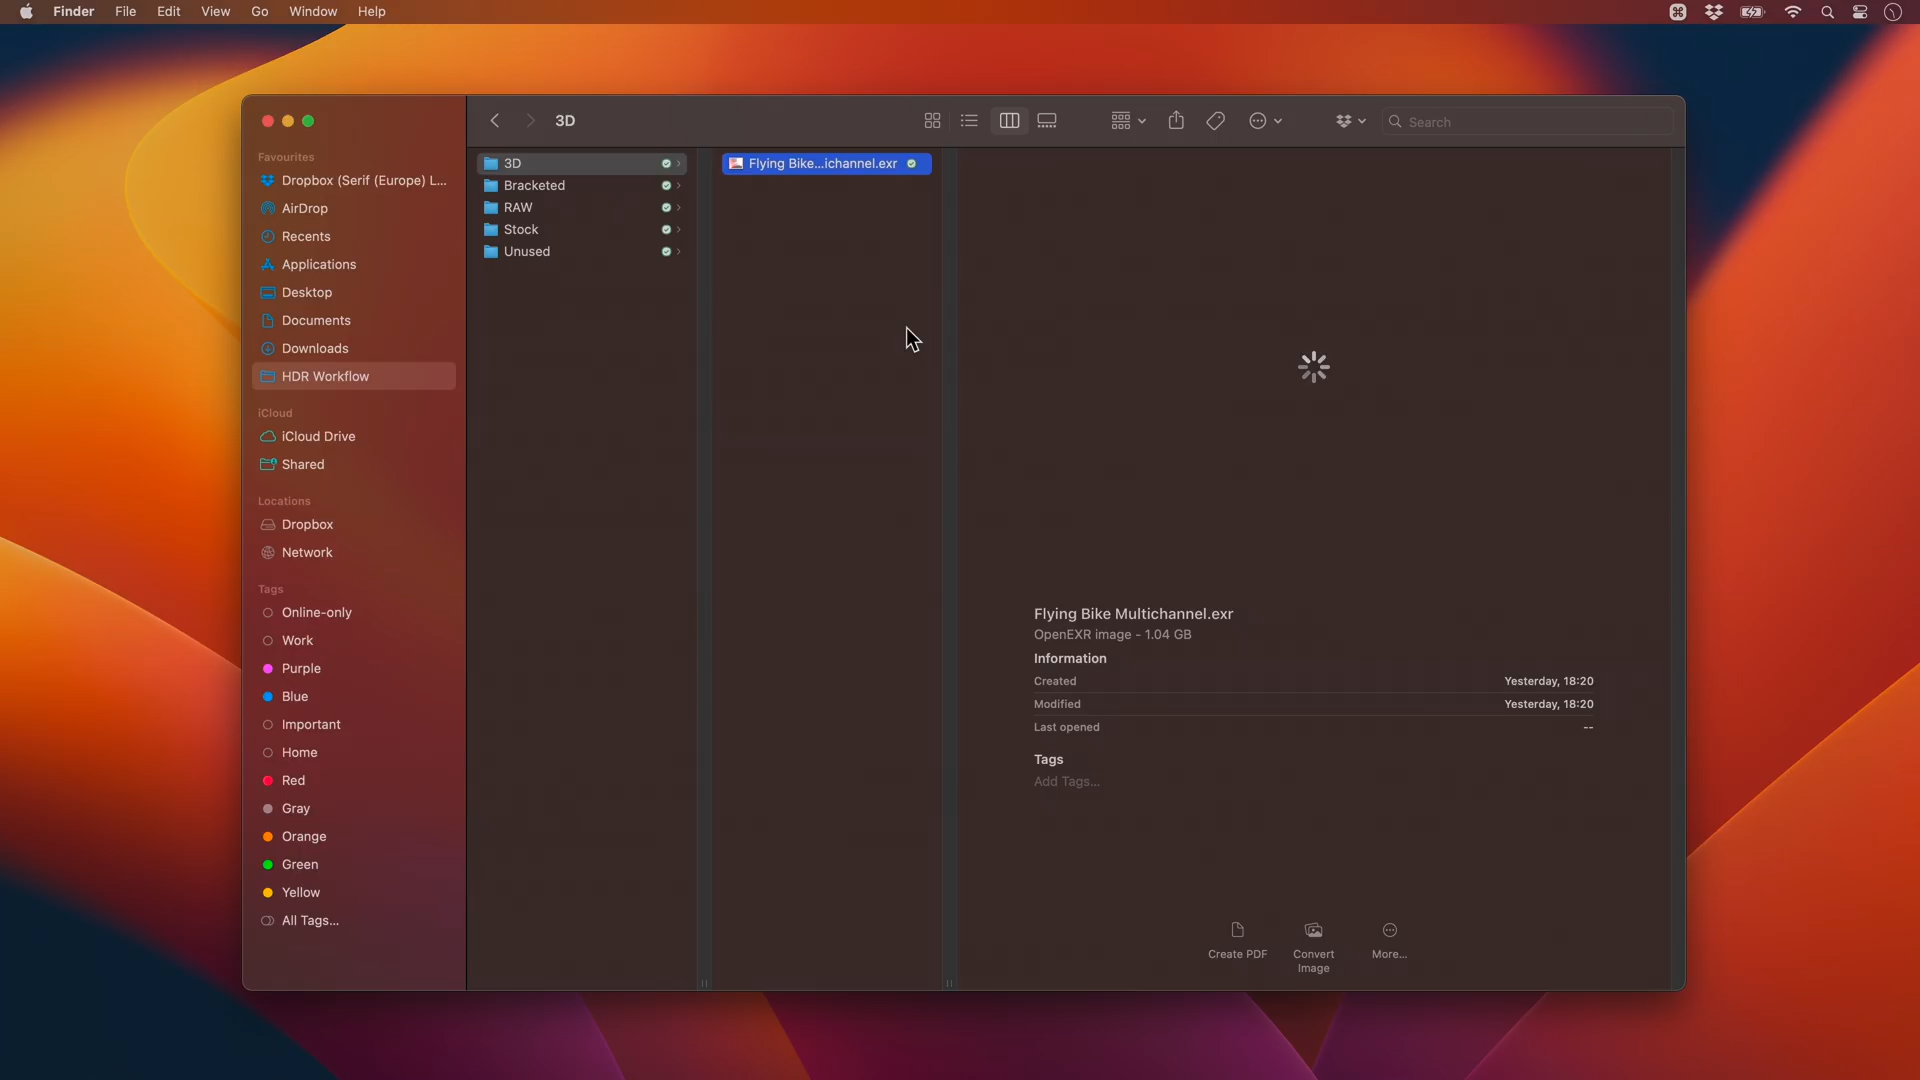 Finder File Edit View Go Window Help
3D
Search
Favourites
Dropbox (Serif (Europe) L...
AirDrop
Recents
Applications
Desktop
Documents
Downloads
HDR Workflow
iCloud
iCloud Drive
Shared
Locations
Dropbox
Network
Tags
Online-only
Work
Purple
Blue
Important
Home
Red
Gray
Orange
Green
Yellow
All Tags...
3D
Bracketed
RAW
Stock
Unused
Flying Bike...ichannel.exr
Flying Bike Multichannel.exr
OpenEXR image - 1.04 GB
Information
Created Yesterday, 18:20
Modified Yesterday, 18:20
Last opened --
Tags
Add Tags...
Create PDF
Convert
Image
More...